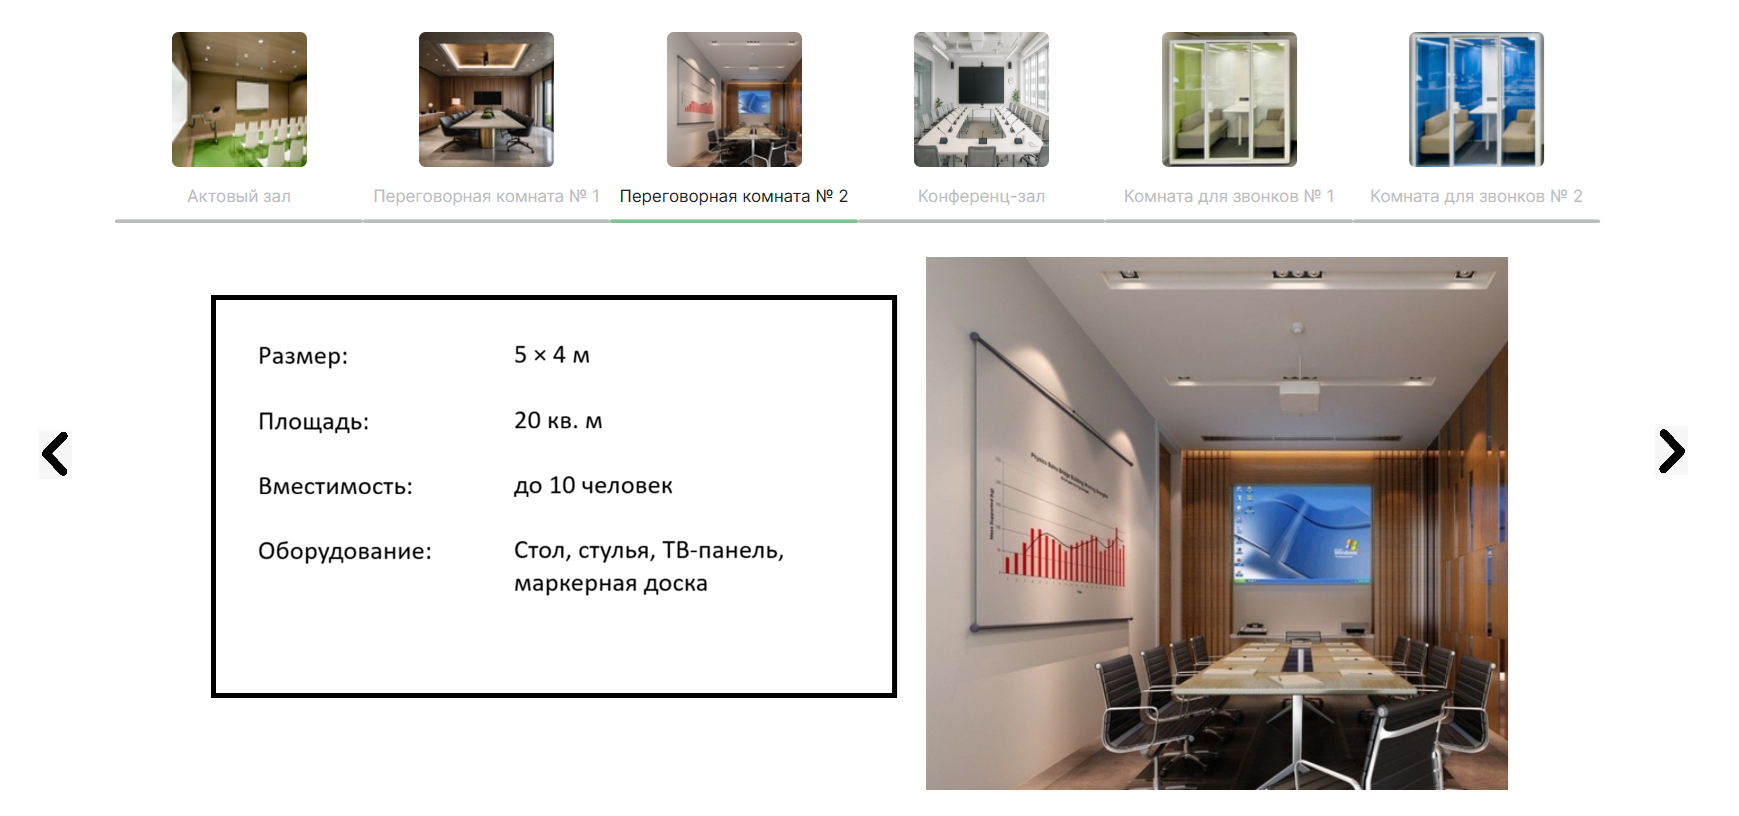 Актовый зал
Переговорная комната № 1
Переговорная комната № 2
Конференц-зал
Комната для звонков № 1
Комната для звонков № 2
Размер: 5 × 4 м
Площадь: 20 кв. м
Вместимость: до 10 человек
Оборудование: Стол, стулья, ТВ-панель,
маркерная доска
Windows